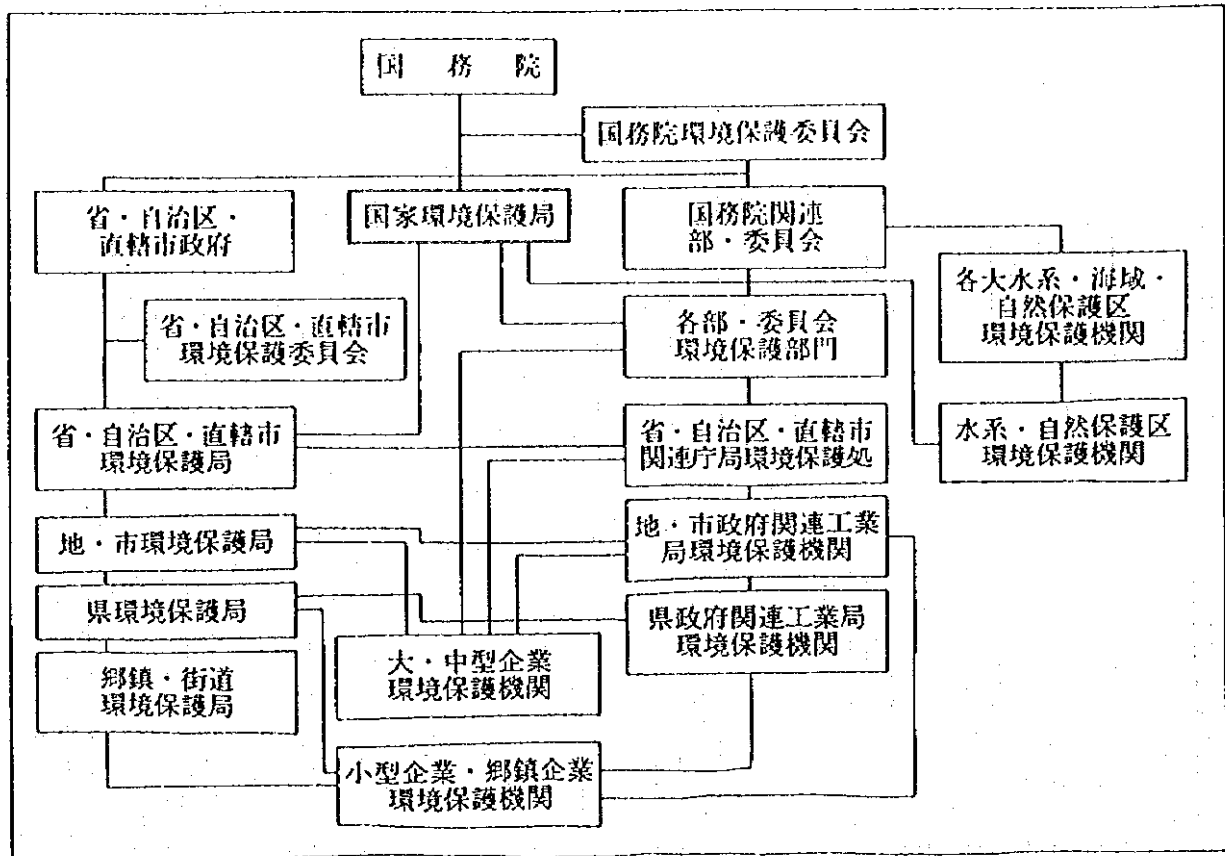 国務院
国務院環境保護委員会
省・自治区・
直轄市政府
国家環境保護局
国務院関連
部・委員会
各大水系・海域・
自然保護区
環境保護機関
省・自治区・直轄市
環境保護委員会
各部・委員会
環境保護部門
省・自治区・直轄市
環境保護局
省・自治区・直轄市
関連庁局環境保護処
水系・自然保護区
環境保護機関
地・市環境保護局
地・市政府関連工業
局環境保護機関
県環境保護局
県政府関連工業局
環境保護機関
郷鎮・街道
環境保護局
大・中型企業
環境保護機関
小型企業・郷鎮企業
環境保護機関